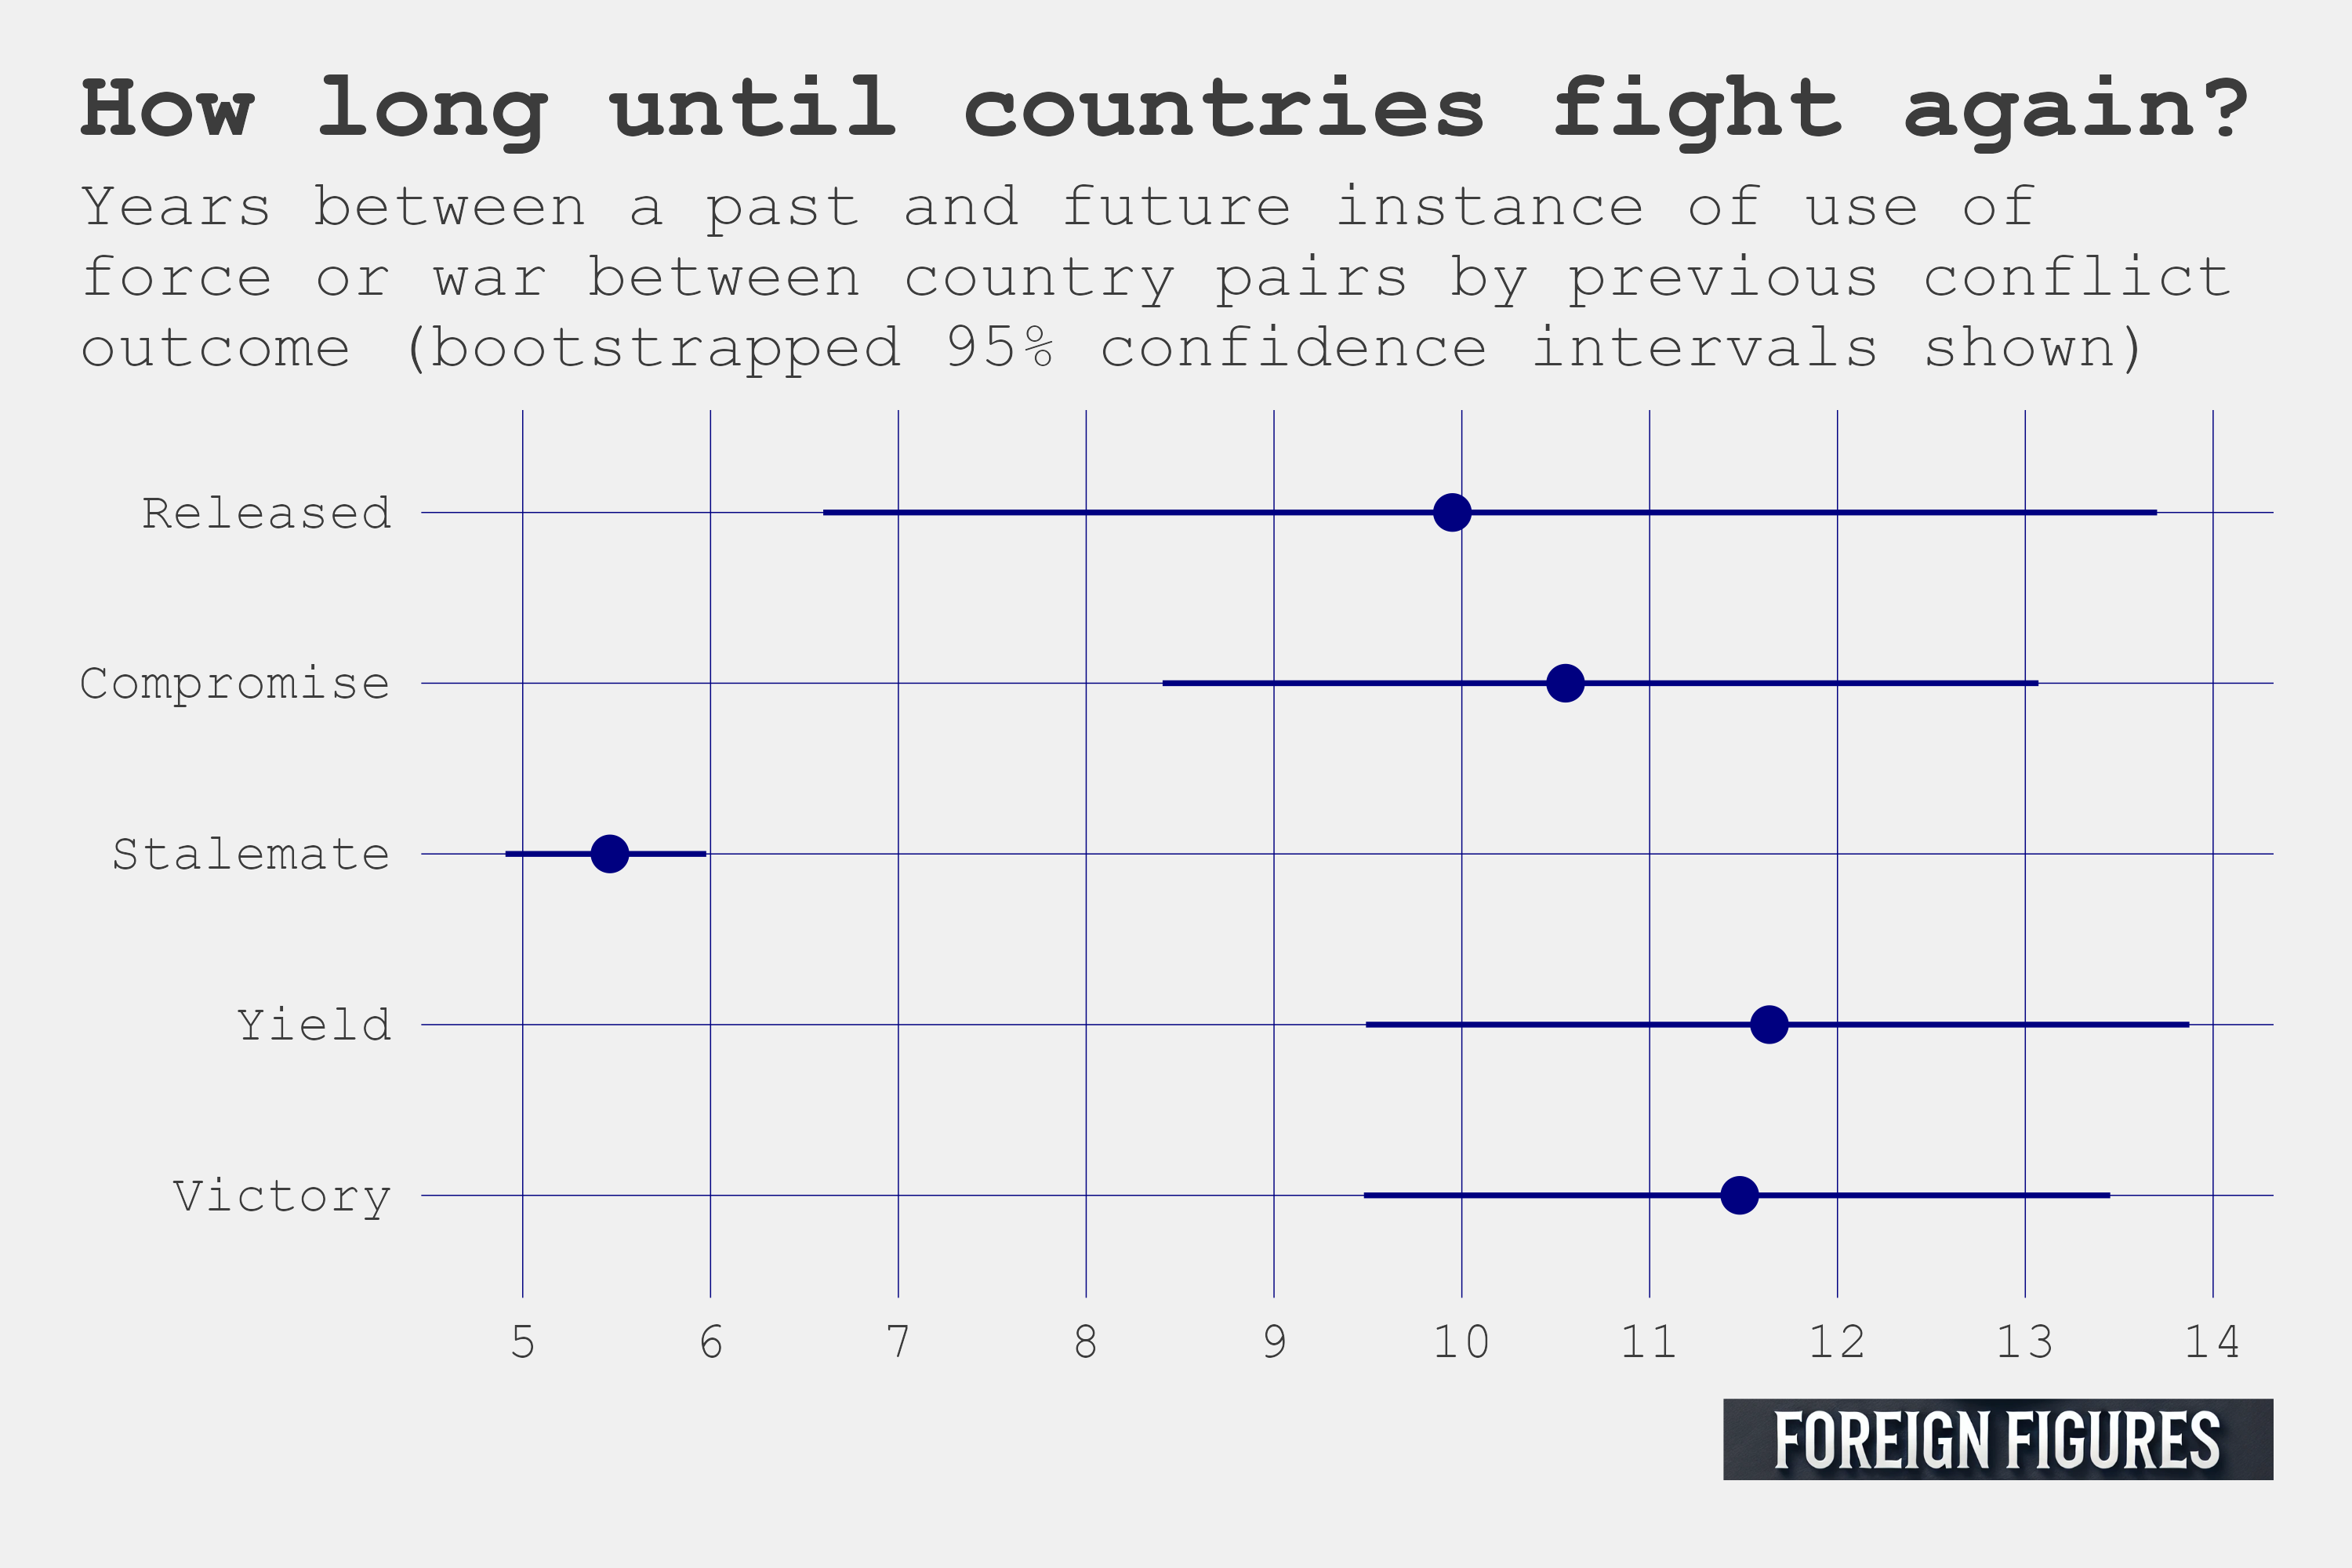 How long until countries fight again?
Years between a past and future instance of use of
force or war between country pairs by previous conflict
outcome (bootstrapped 95% confidence intervals shown)
Released
Compromise
Stalemate
Yield
Victory
5 6 7 8 9 10 11 12 13 14
FOREIGN FIGURES